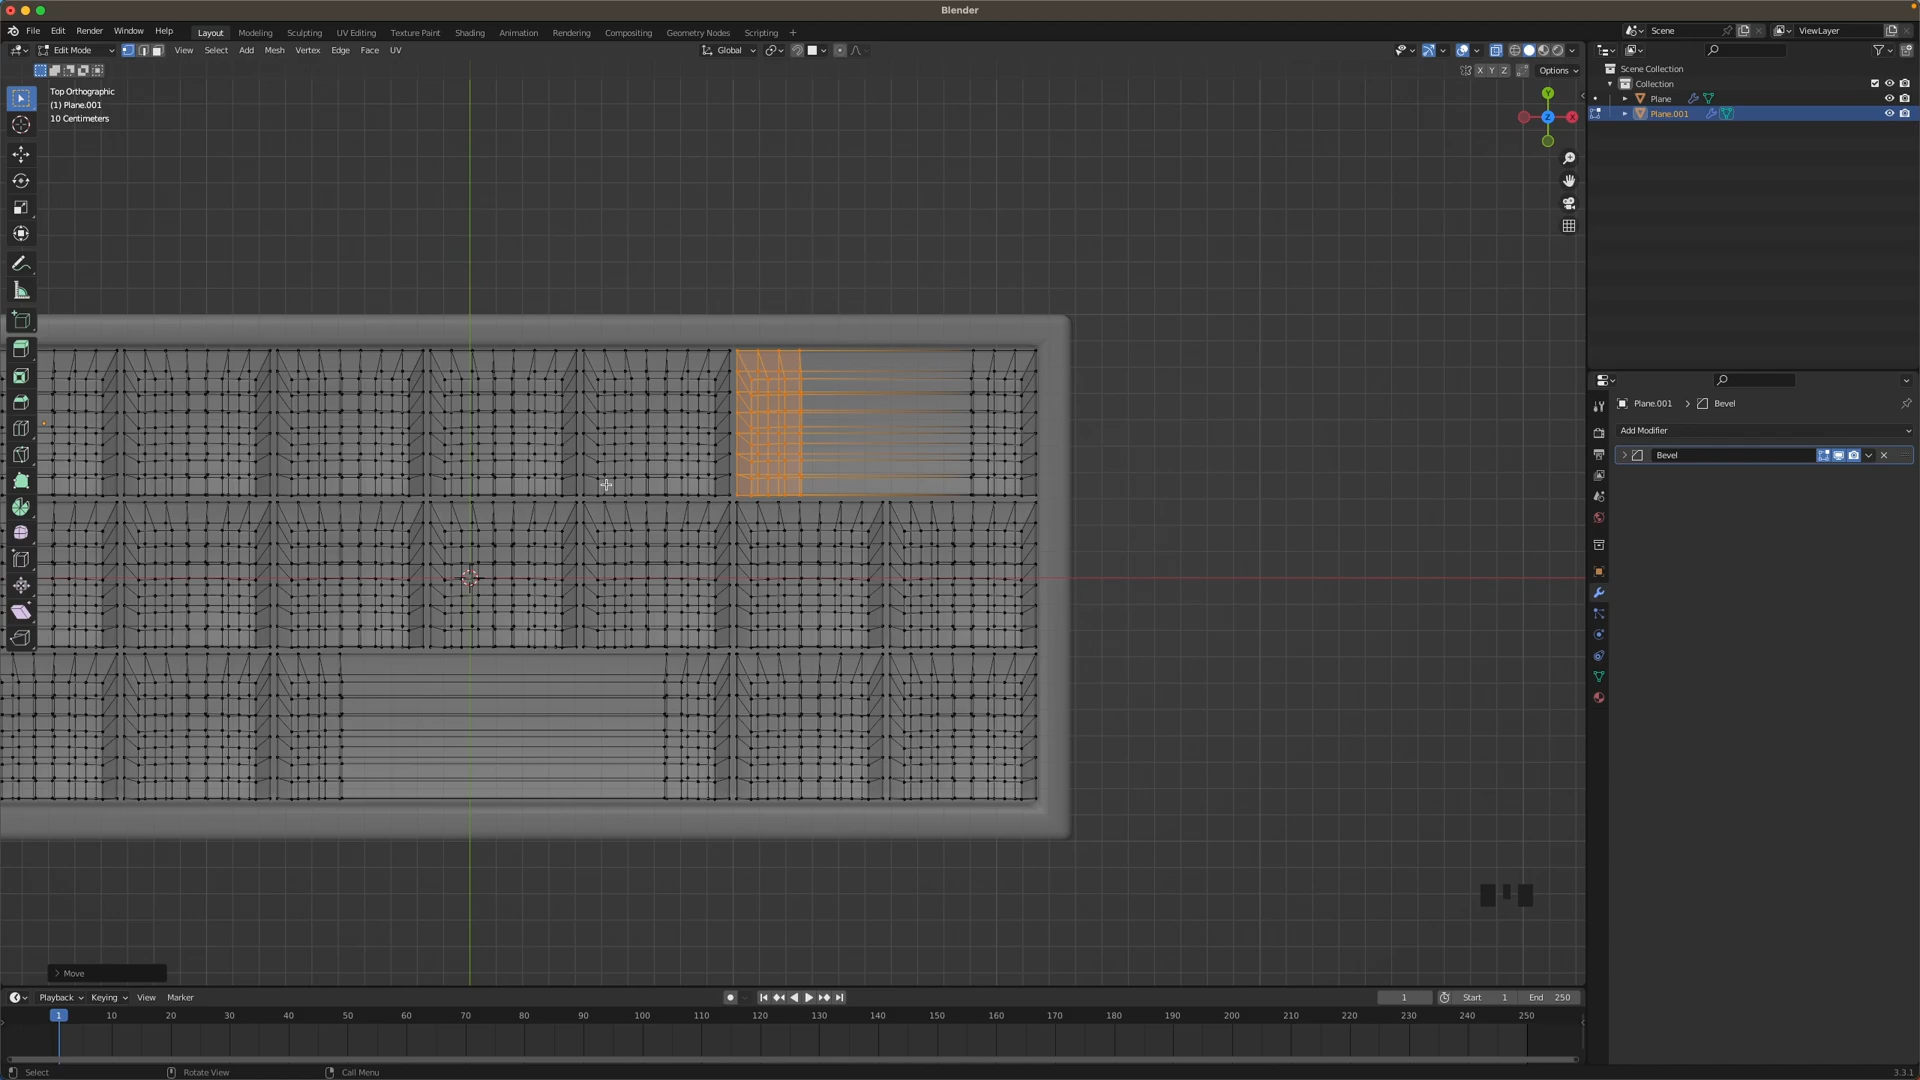 Blender
File Edit Render Window Help Layout Modeling Sculpting UV Editing Texture Paint Shading Animation Rendering Compositing Geometry Nodes Scripting + Scene ViewLayer
Edit Mode View Select Add Mesh Vertex Edge Face UV Global
X Y Z Options
Scene Collection
Collection
Plane
Plane.001
Top Orthographic
(1) Plane.001
10 Centimeters
Y
X
Z
Plane.001 > Bevel
Add Modifier
Bevel
> Move
Playback Keying View Marker 1 Start 1 End 250
1 10 20 30 40 50 60 70 80 90 100 110 120 130 140 150 160 170 180 190 200 210 220 230 240 250
Select Rotate View Call Menu 3.3.1